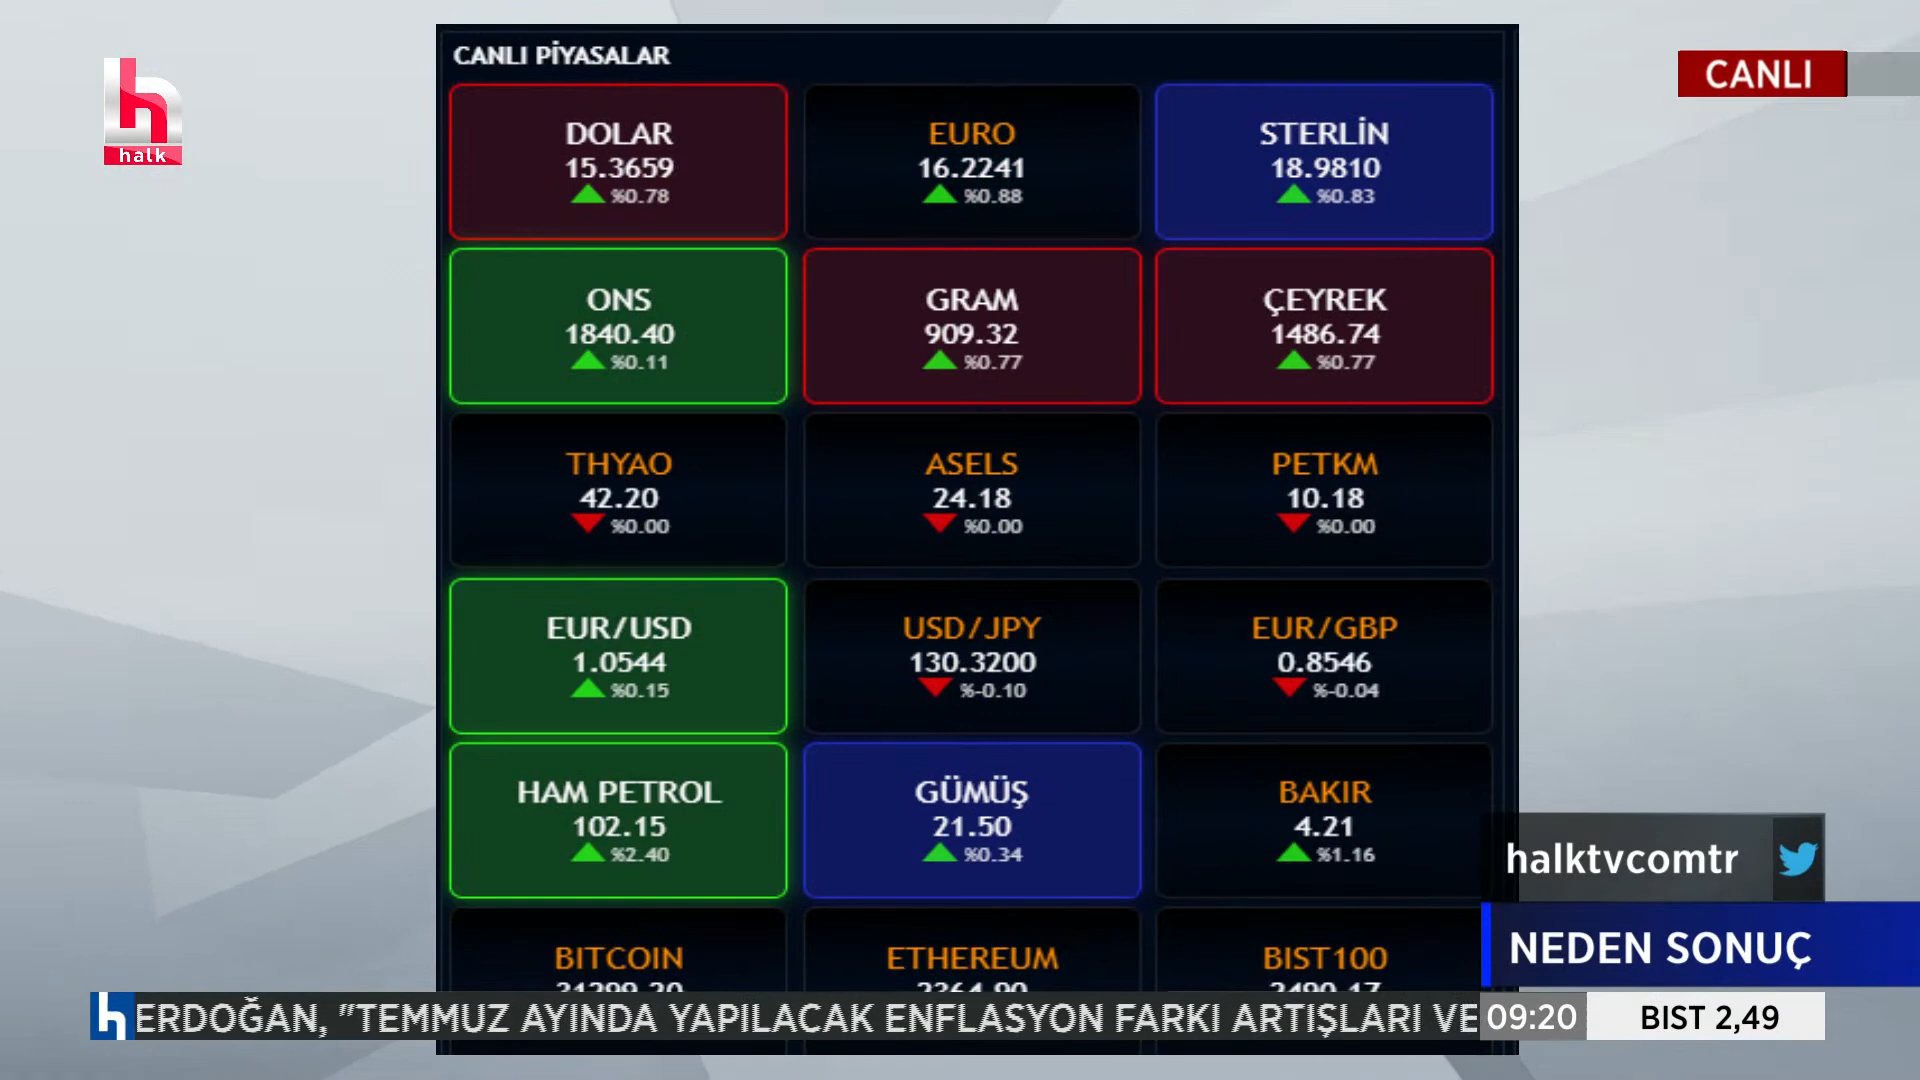 CANLI PİYASALAR
CANLI
halk
DOLAR
15.3659
%0.78
EURO
16.2241
%0.88
STERLİN
18.9810
%0.83
ONS
1840.40
%0.11
GRAM
909.32
%0.77
ÇEYREK
1486.74
%0.77
THYAO
42.20
%0.00
ASELS
24.18
%0.00
PETKM
10.18
%0.00
EUR/USD
1.0544
%0.15
USD/JPY
130.3200
%-0.10
EUR/GBP
0.8546
%-0.04
HAM PETROL
102.15
%2.40
GÜMÜŞ
21.50
%0.34
BAKIR
4.21
%1.16
halktvcomtr
BITCOIN
ETHEREUM
BIST100
NEDEN SONUÇ
ERDOĞAN, "TEMMUZ AYINDA YAPILACAK ENFLASYON FARKI ARTIŞLARI VE
09:20
BIST 2,49